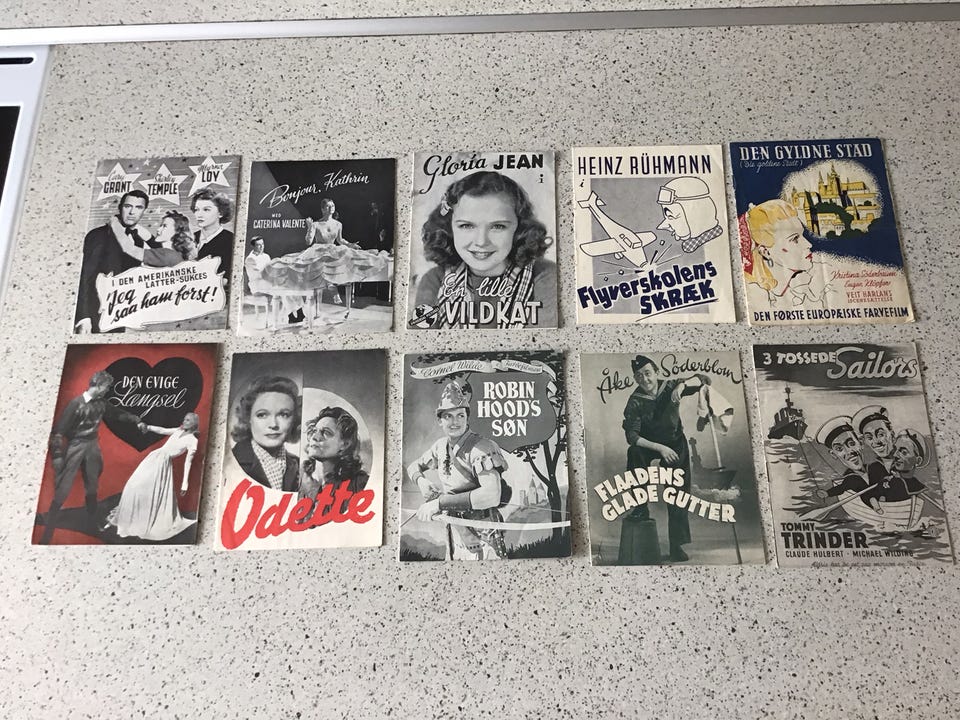 Cary GRANT
Shirley TEMPLE
Myrna LOY
I DEN AMERIKANSKE
LATTER-SUKCES
"Jeg
saa ham først!
Bonjour, Kathrin
MED
CATERINA VALENTE
Gloria JEAN
i
En lille
VILDKAT
HEINZ RÜHMANN
i
Flyverskolens
SKRÆK
DEN GYLDNE STAD
(Die goldene Stadt)
Kristina Söderbaum
Eugen Klöpfer
VEIT HARLANS
ISCENESÆTTELSE
DEN FØRSTE EUROPÆISKE FARVEFILM
DEN EVIGE
Længsel
Odette
Cornel Wilde
i
ROBIN
HOOD'S
SØN
Åke Söderblom
FLAADENS
GLADE GUTTER
3 TOSSEDE Sailors
TOMMY
TRINDER
CLAUDE HULBERT - MICHAEL WILDING